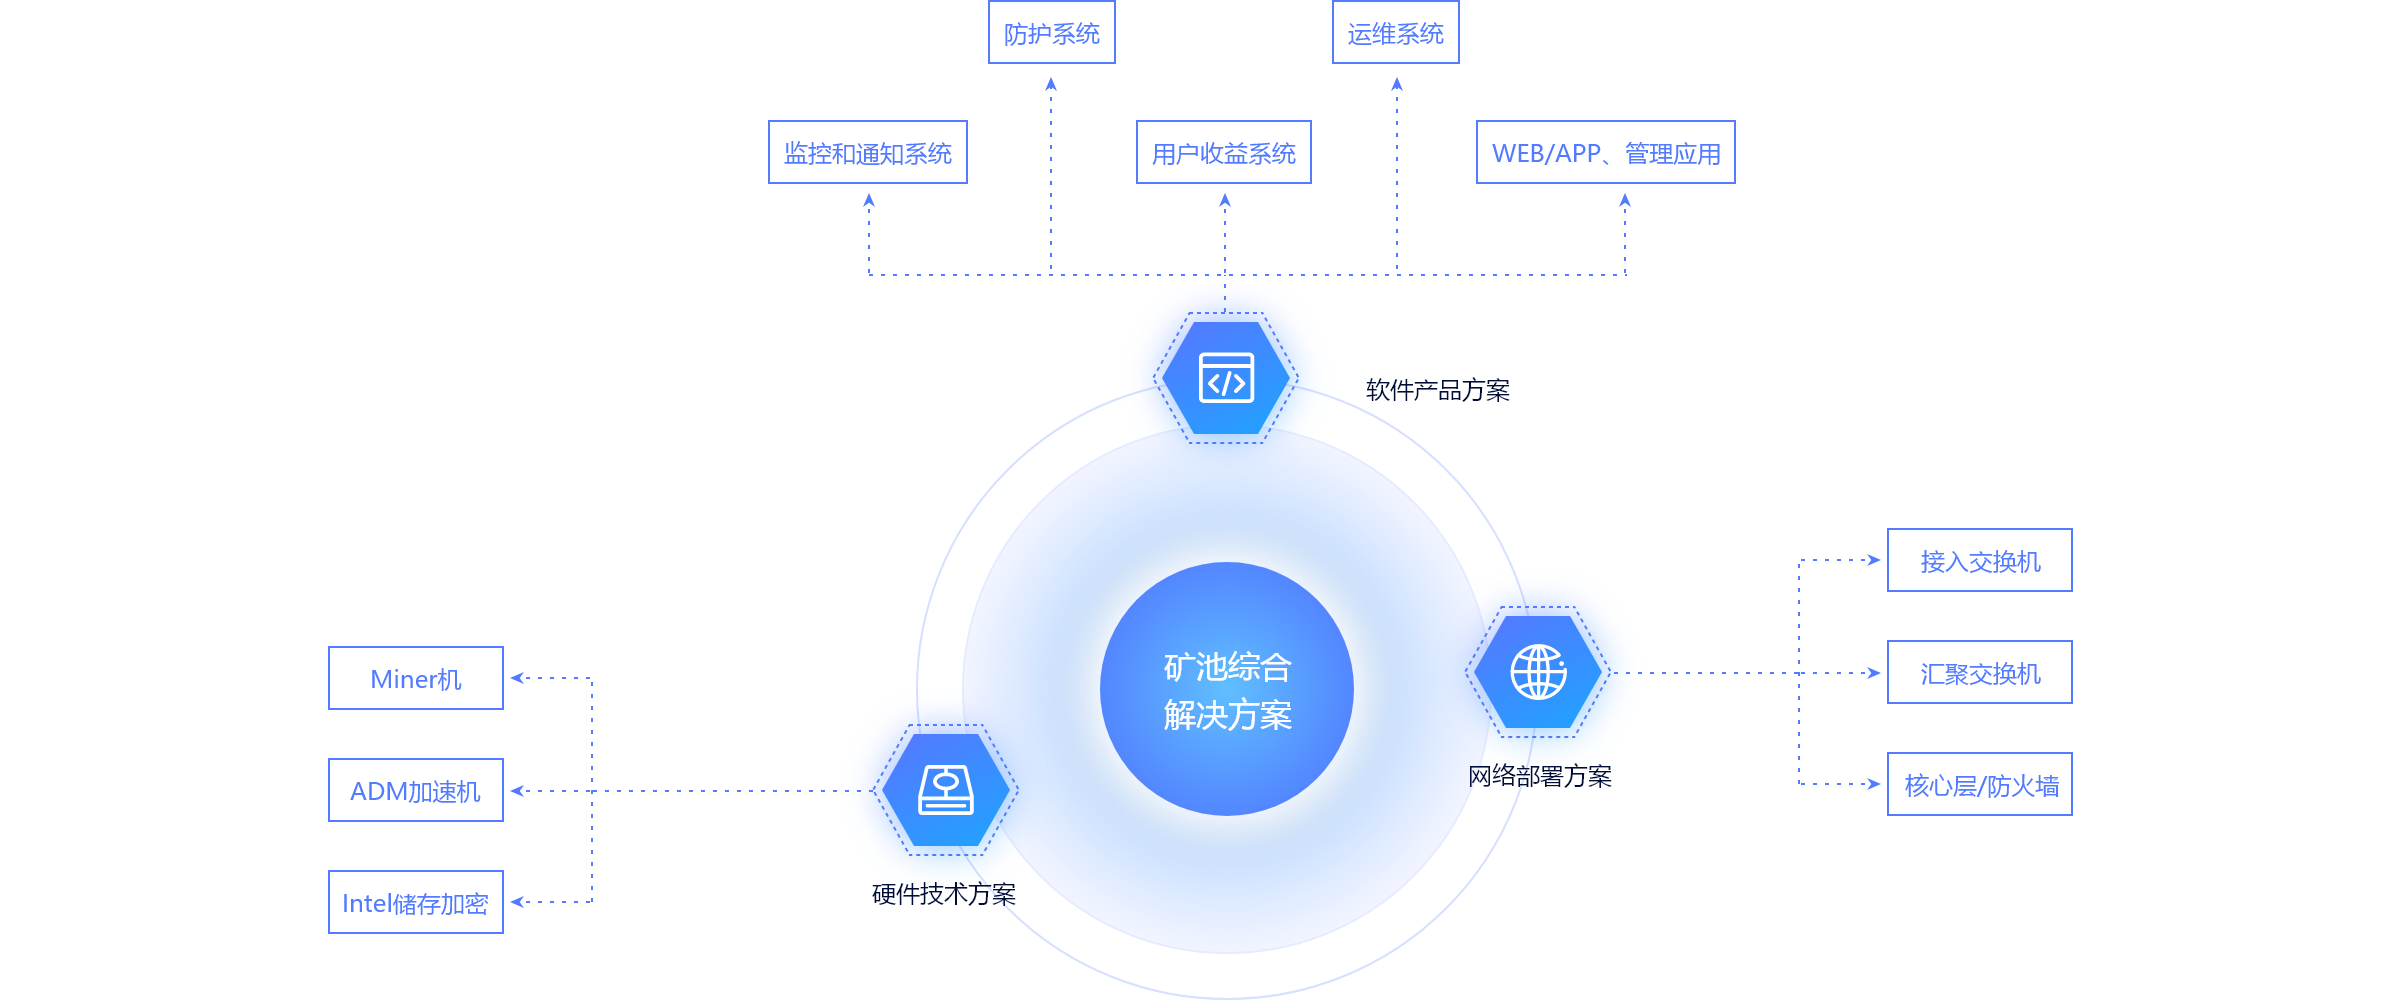 防护系统
运维系统
监控和通知系统
用户收益系统
WEB/APP、管理应用
软件产品方案
接入交换机
汇聚交换机
核心层/防火墙
网络部署方案
矿池综合
解决方案
Miner机
ADM加速机
Intel储存加密
硬件技术方案